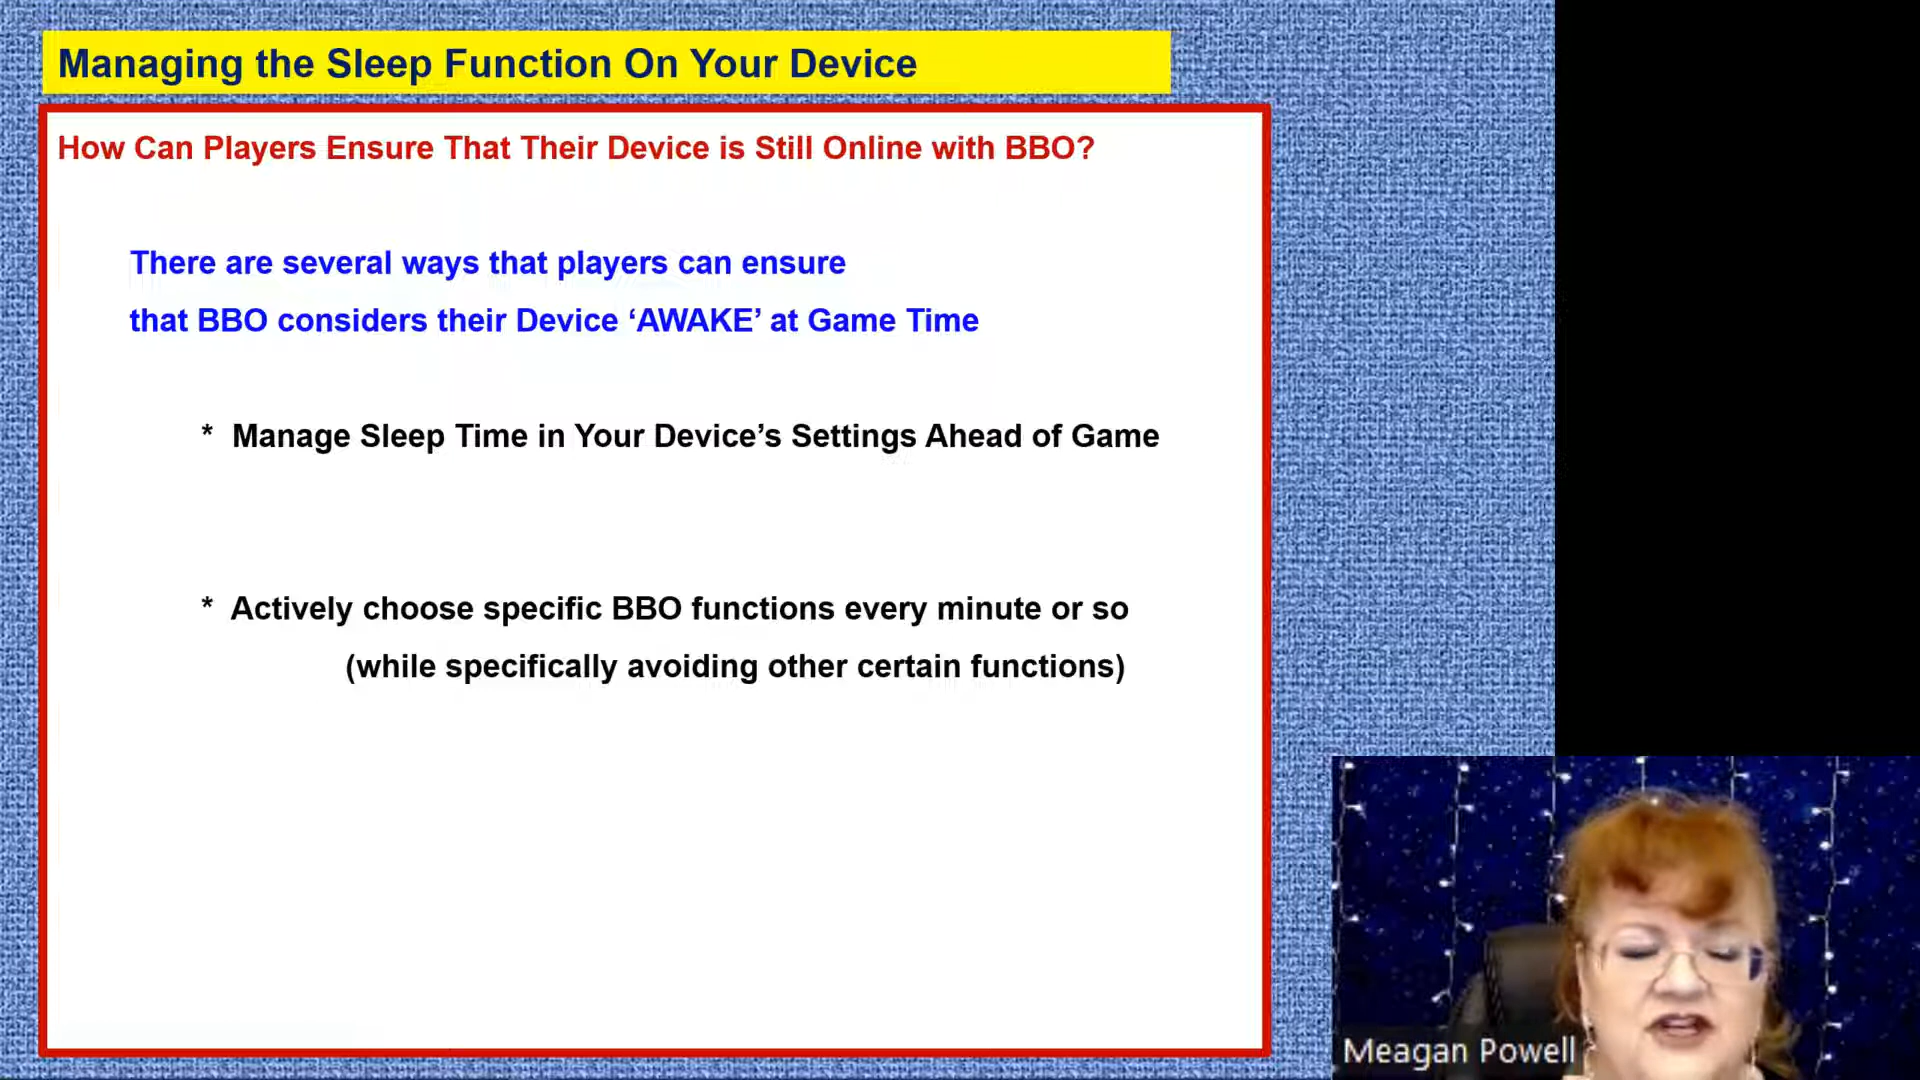 Managing the Sleep Function On Your Device
How Can Players Ensure That Their Device is Still Online with BBO?
There are several ways that players can ensure
that BBO considers their Device ‘AWAKE’ at Game Time
* Manage Sleep Time in Your Device’s Settings Ahead of Game
* Actively choose specific BBO functions every minute or so
(while specifically avoiding other certain functions)
Meagan Powell